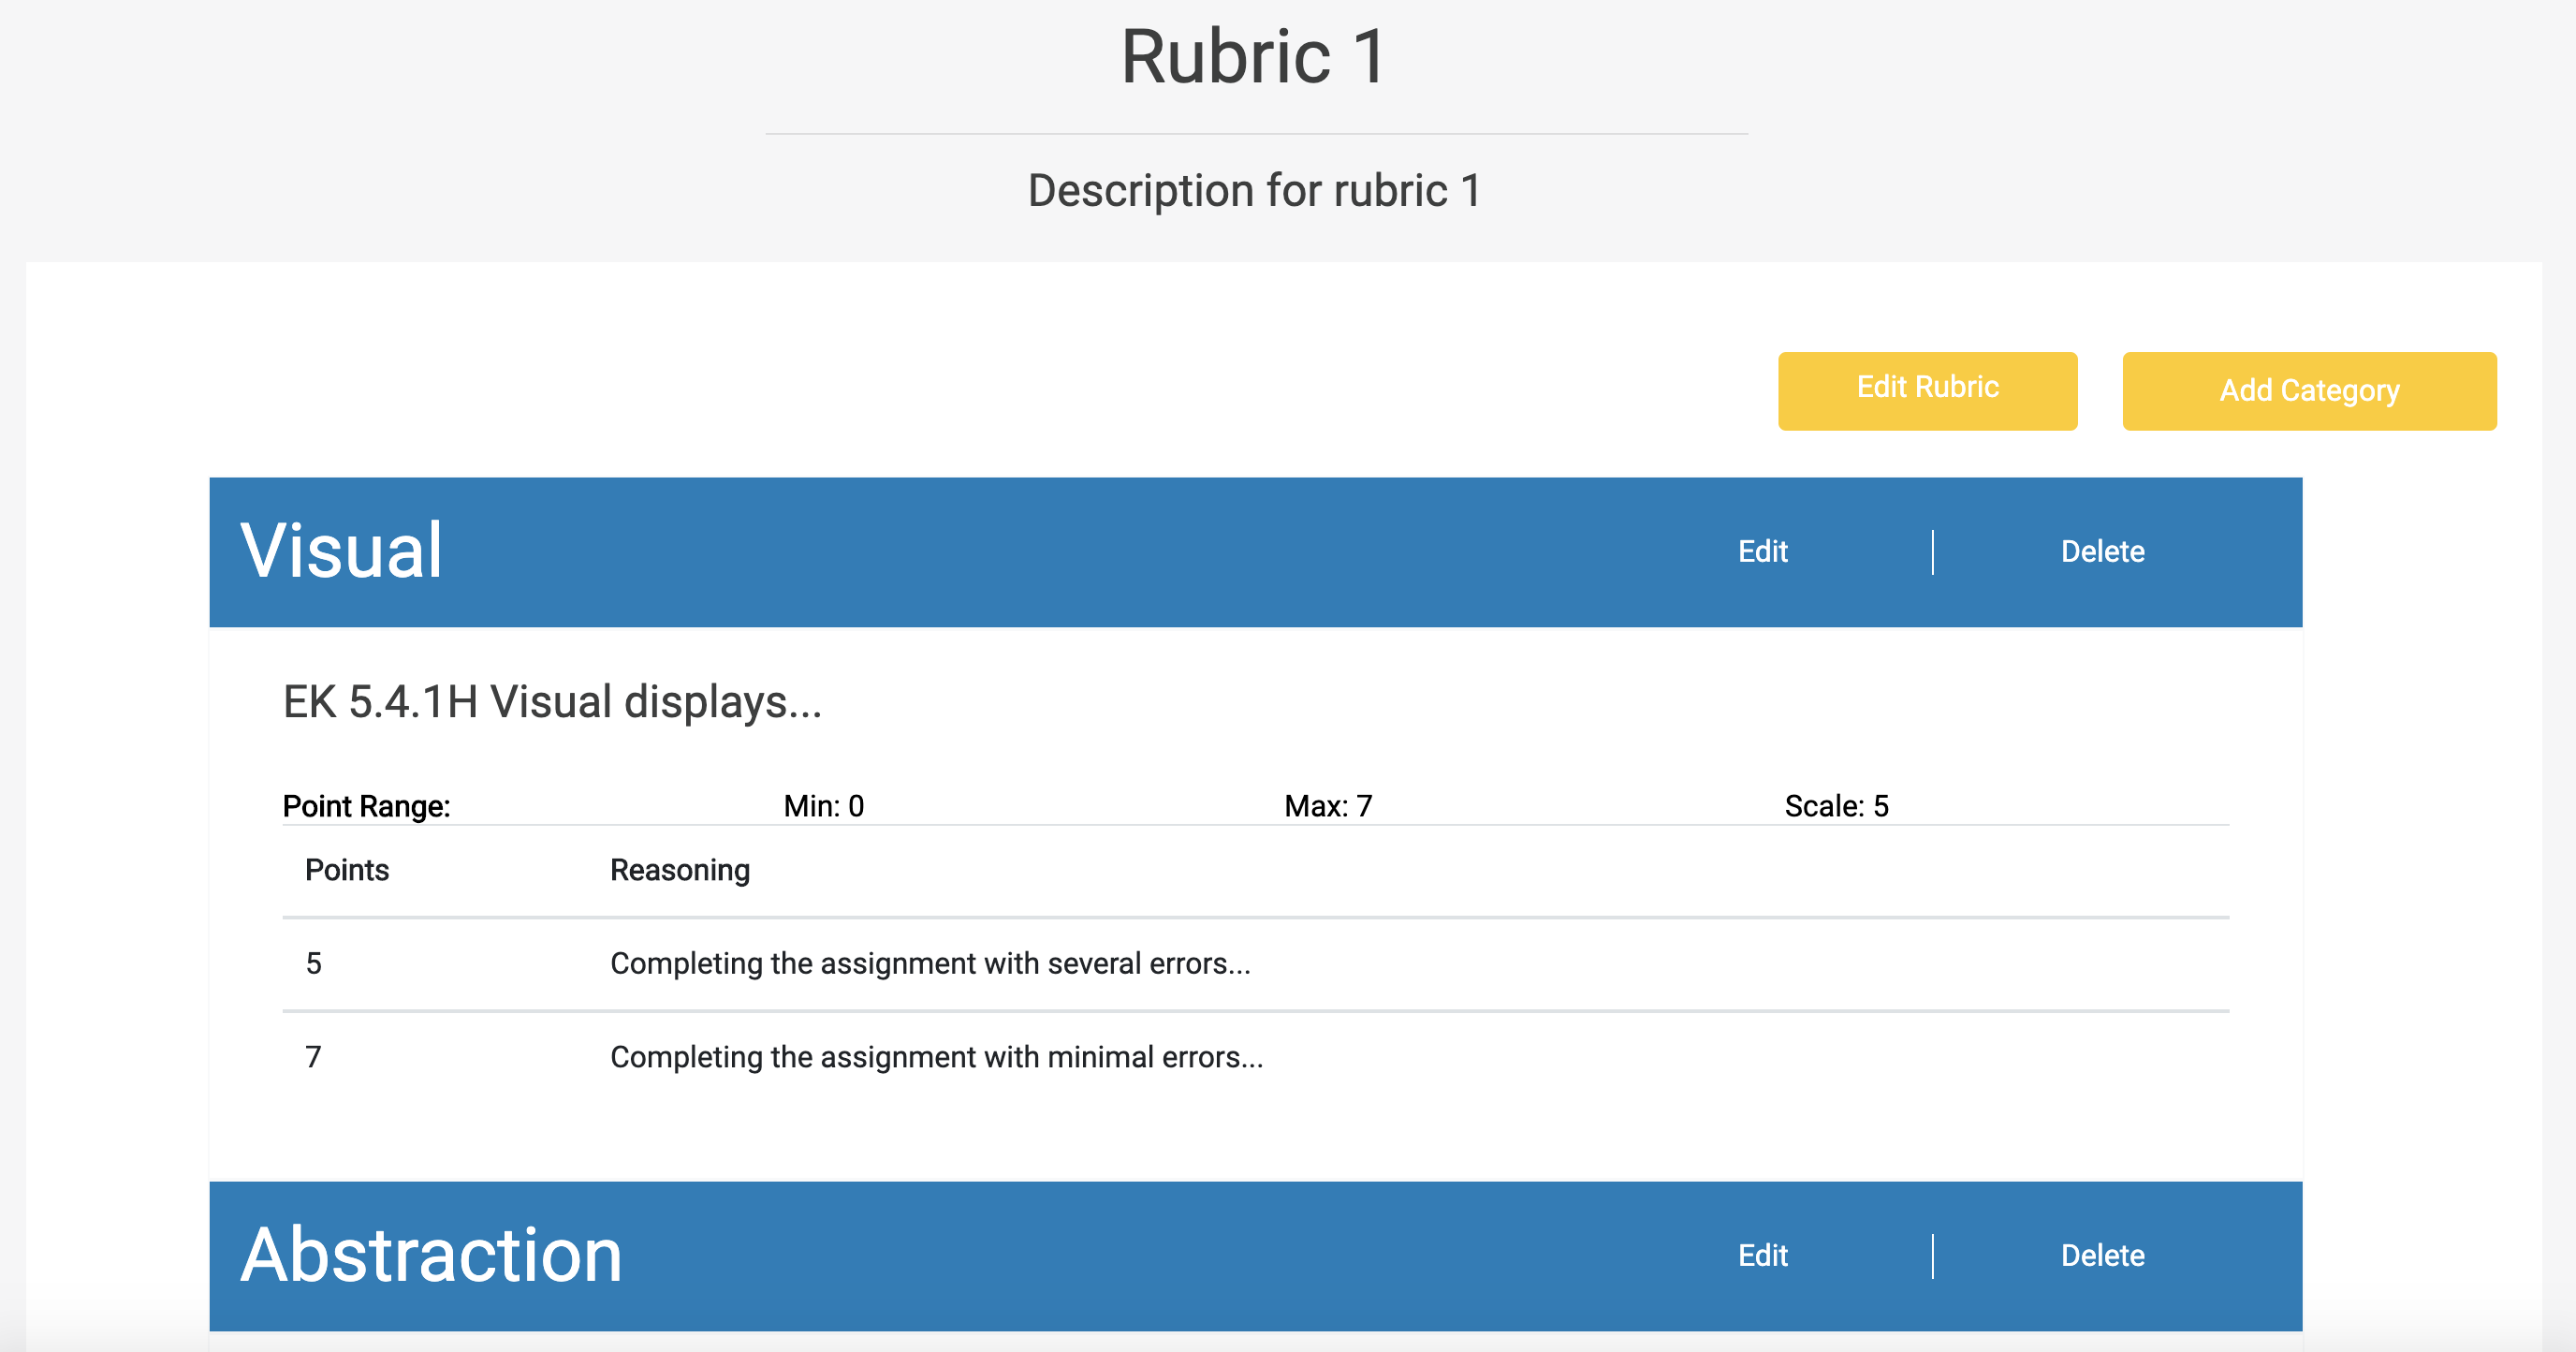 Rubric 1
Description for rubric 1
Edit Rubric Add Category
Visual Edit Delete
EK 5.4.1H Visual displays...
Point Range: Min: 0 Max: 7 Scale: 5
Points Reasoning
5 Completing the assignment with several errors...
7 Completing the assignment with minimal errors...
Abstraction Edit Delete